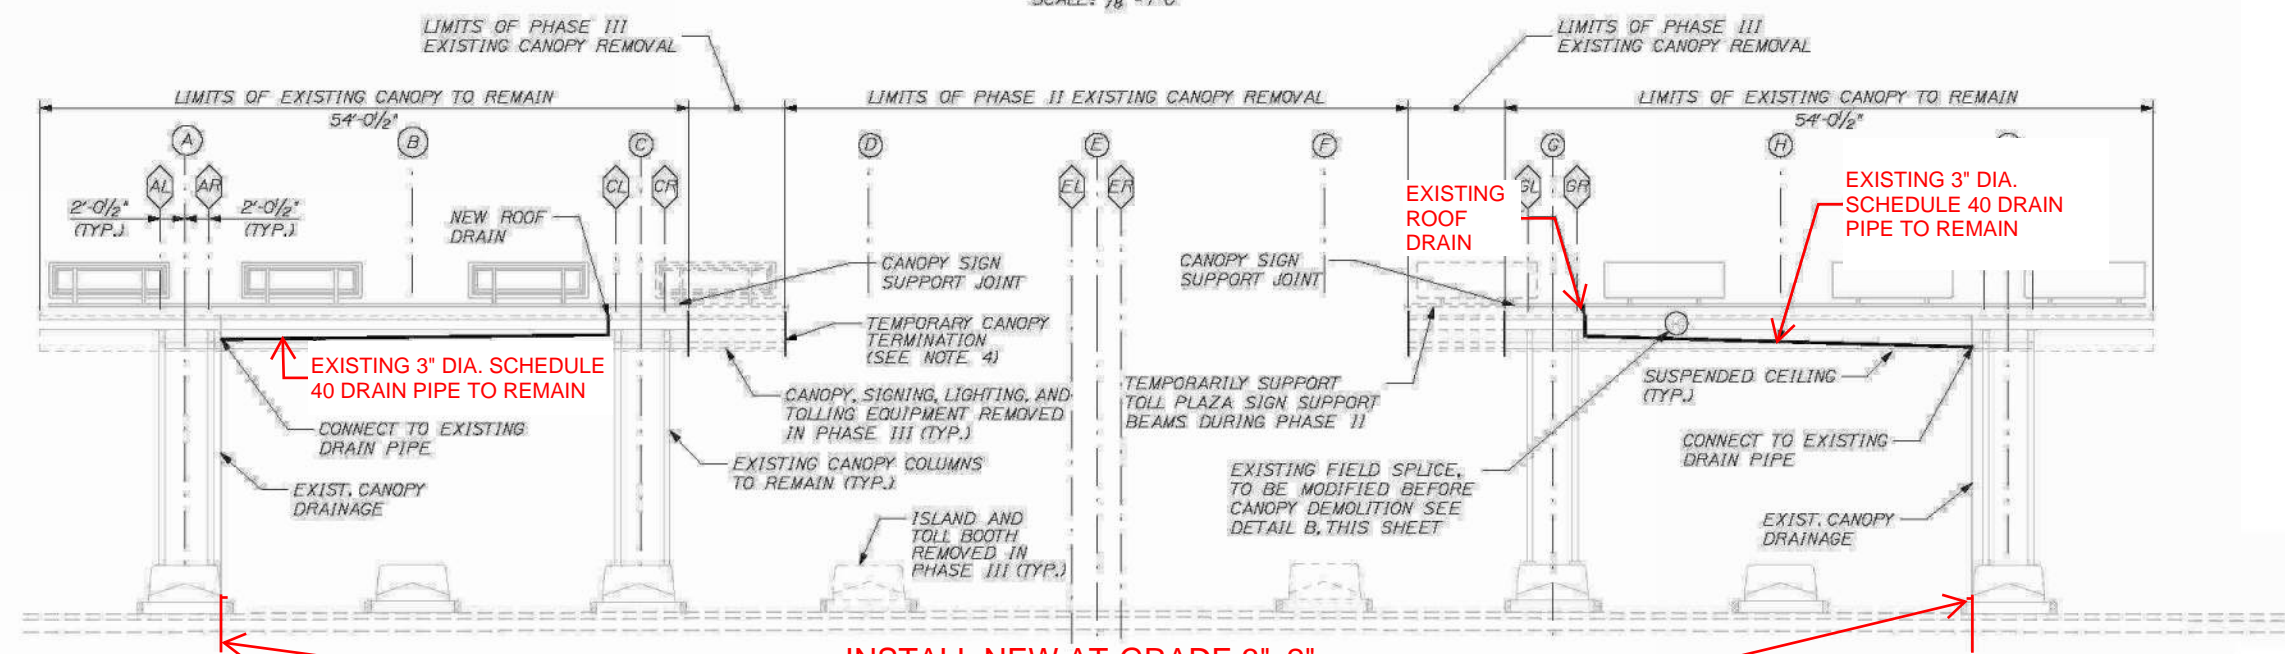 LIMITS OF PHASE III
EXISTING CANOPY REMOVAL
LIMITS OF PHASE III
EXISTING CANOPY REMOVAL
LIMITS OF EXISTING CANOPY TO REMAIN
54'-0½"
LIMITS OF PHASE II EXISTING CANOPY REMOVAL
LIMITS OF EXISTING CANOPY TO REMAIN
54'-0½"
A
B
C
D
E
F
G
H
AL
AR
CL
CR
EL
ER
GL
GR
2'-0½"
(TYP.)
2'-0½"
(TYP.)
NEW ROOF
DRAIN
EXISTING
ROOF
DRAIN
EXISTING 3" DIA.
SCHEDULE 40 DRAIN
PIPE TO REMAIN
CANOPY SIGN
SUPPORT JOINT
CANOPY SIGN
SUPPORT JOINT
TEMPORARY CANOPY
TERMINATION
(SEE NOTE 4)
EXISTING 3" DIA. SCHEDULE
40 DRAIN PIPE TO REMAIN
CANOPY, SIGNING, LIGHTING, AND
TOLLING EQUIPMENT REMOVED
IN PHASE III (TYP.)
TEMPORARILY SUPPORT
TOLL PLAZA SIGN SUPPORT
BEAMS DURING PHASE II
SUSPENDED CEILING
(TYP.)
CONNECT TO EXISTING
DRAIN PIPE
EXISTING CANOPY COLUMNS
TO REMAIN (TYP.)
EXISTING FIELD SPLICE,
TO BE MODIFIED BEFORE
CANOPY DEMOLITION SEE
DETAIL B, THIS SHEET
CONNECT TO EXISTING
DRAIN PIPE
EXIST. CANOPY
DRAINAGE
ISLAND AND
TOLL BOOTH
REMOVED IN
PHASE III (TYP.)
EXIST. CANOPY
DRAINAGE